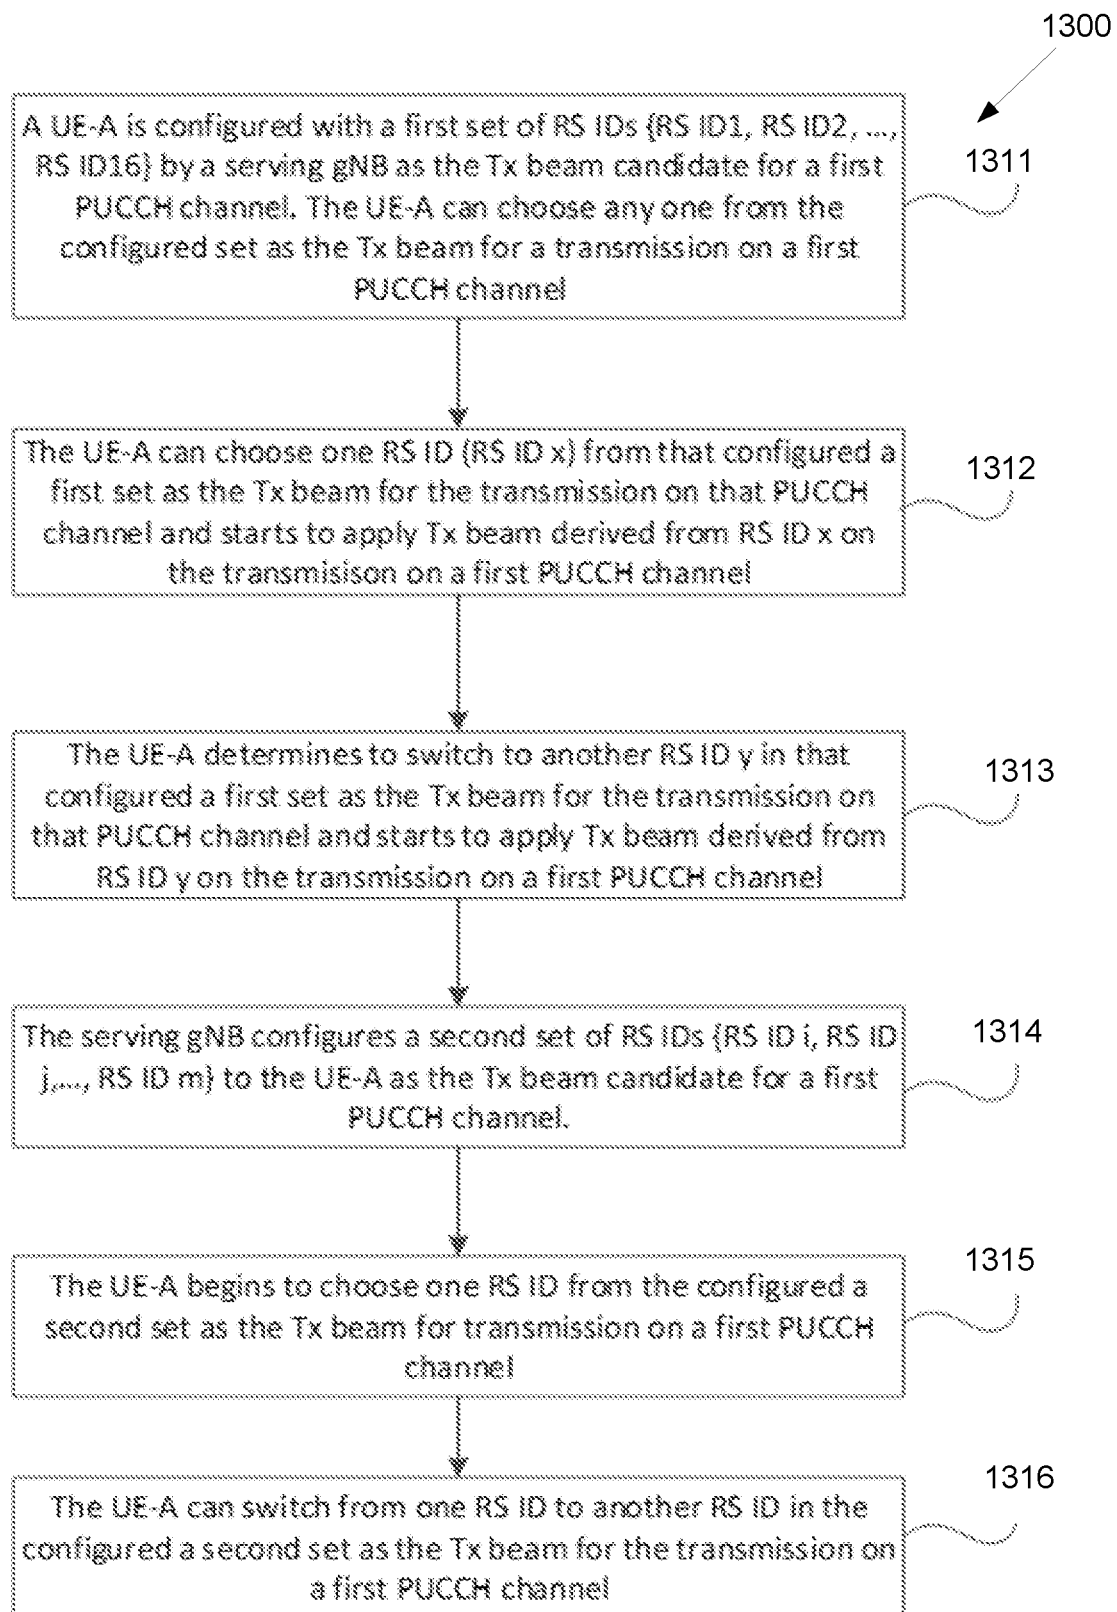 1300
A UE-A is configured with a first set of RS IDs {RS ID1, RS ID2, ...,
RS ID16} by a serving gNB as the Tx beam candidate for a first
PUCCH channel. The UE-A can choose any one from the
configured set as the Tx beam for a transmission on a first
PUCCH channel
1311
The UE-A can choose one RS ID (RS ID x) from that configured a
first set as the Tx beam for the transmission on that PUCCH
channel and starts to apply Tx beam derived from RS ID x on
the transmisison on a first PUCCH channel
1312
The UE-A determines to switch to another RS ID y in that
configured a first set as the Tx beam for the transmission on
that PUCCH channel and starts to apply Tx beam derived from
RS ID y on the transmission on a first PUCCH channel
1313
The serving gNB configures a second set of RS IDs {RS ID i, RS ID
j,..., RS ID m} to the UE-A as the Tx beam candidate for a first
PUCCH channel.
1314
The UE-A begins to choose one RS ID from the configured a
second set as the Tx beam for transmission on a first PUCCH
channel
1315
The UE-A can switch from one RS ID to another RS ID in the
configured a second set as the Tx beam for the transmission on
a first PUCCH channel
1316